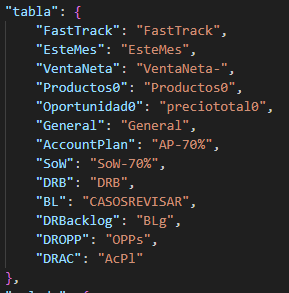 "tabla": {
"FastTrack": "FastTrack",
"EsteMes": "EsteMes",
"VentaNeta": "VentaNeta-",
"Productos0": "Productos0",
"Oportunidad0": "preciototal0",
"General": "General",
"AccountPlan": "AP-70%",
"SoW": "SoW-70%",
"DRB": "DRB",
"BL": "CASOSREVISAR",
"DRBacklog": "BLg",
"DROPP": "OPPs",
"DRAC": "AcPl"
},